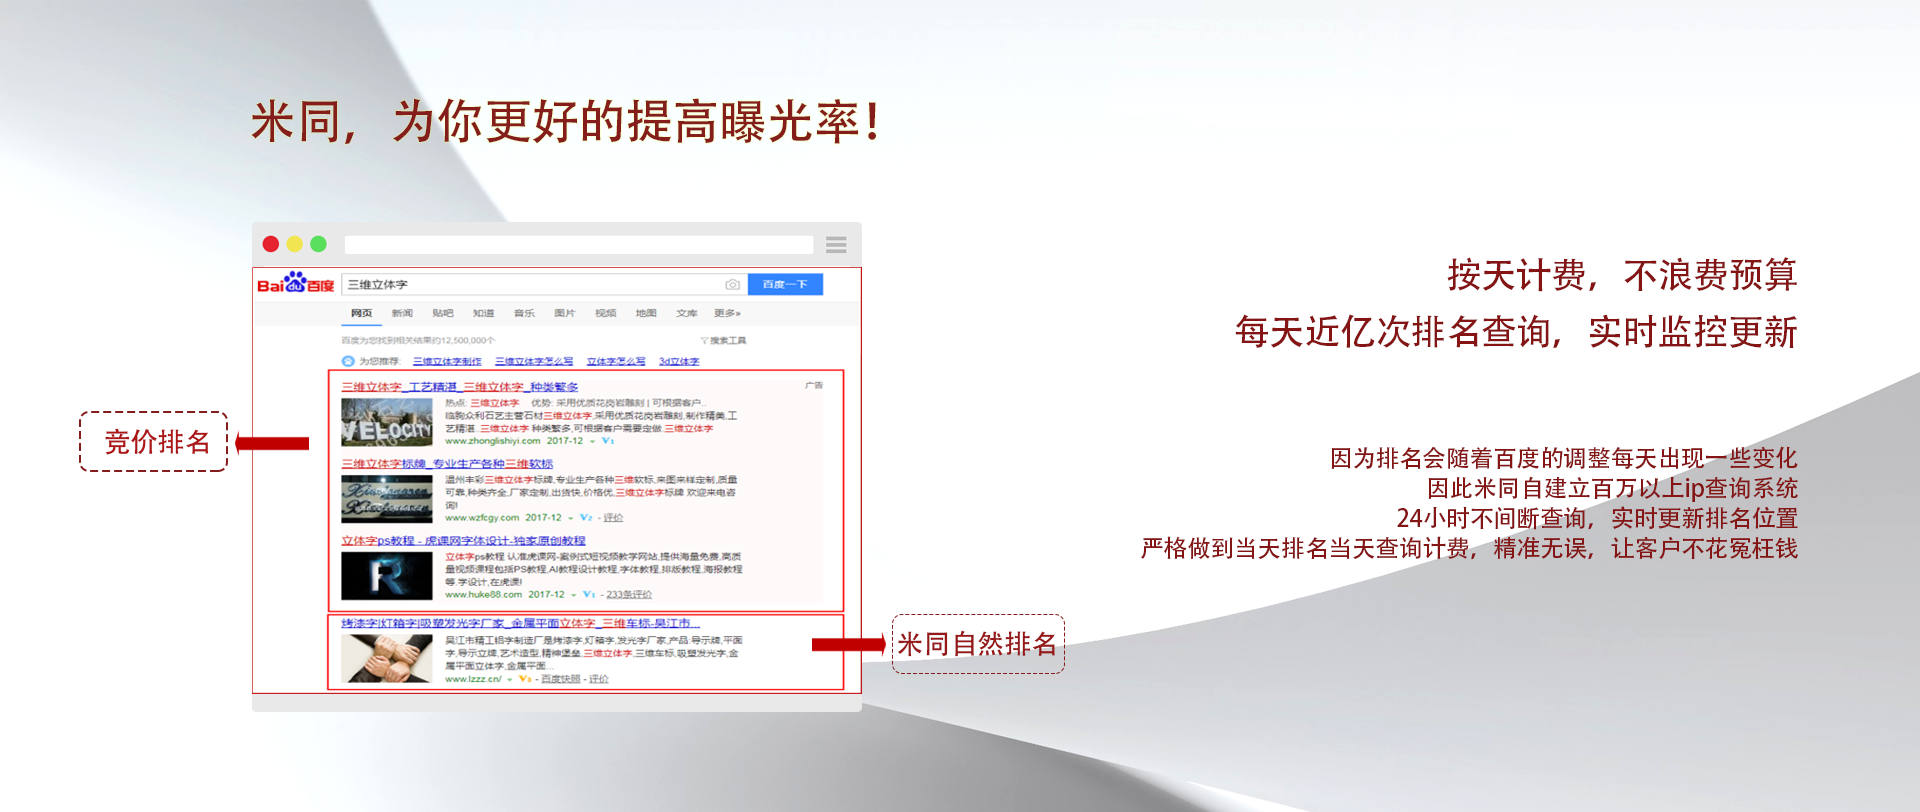 米同，为你更好的提高曝光率！
Bai du 百度
三维立体字
百度一下
网页 新闻 贴吧 知道 音乐 图片 视频 地图 文库 更多»
百度为您找到相关结果约12,500,000个
搜索工具
为您推荐: 三维立体字制作 三维立体字怎么写 立体字怎么写 3d立体字
三维立体字_工艺精湛_三维立体字_种类繁多
广告
热点: 三维立体字 优势: 采用优质花岗岩雕刻 | 可根据客户..
临朐众利石艺主营石材三维立体字,采用优质花岗岩雕刻,制作精美,工
艺精湛..三维立体字 种类繁多,可根据客户需要定做.三维立体字
www.zhonglishiyi.com 2017-12 V1
VELOCITY
三维立体字标牌_专业生产各种三维软标
温州丰彩三维立体字标牌,专业生产各种三维软标,来图来样定制,质量
可靠,种类齐全,厂家定制,出货快,价格优,三维立体字标牌 欢迎来电咨
询!
www.wzfcgy.com 2017-12 V2 - 评价
立体字ps教程 - 虎课网字体设计-独家原创教程
R
立体字ps教程 认准虎课网-案例式短视频教学网站,提供海量免费,高质
量视频课程包括PS教程,AI教程设计教程,字体教程,排版教程,海报教程
等.学设计,在虎课!
www.huke88.com 2017-12 V1 - 233条评价
烤漆字|灯箱字|吸塑发光字厂家_金属平面立体字_三维车标-吴江市...
吴江市精工铝字制造厂是烤漆字,灯箱字,发光字厂家,产品:导示牌,平面
字,导示立牌,艺术造型,精神堡垒,三维立体字,三维车标,吸塑发光字,金
属平面立体字,金属平面...
www.lzzz.cn/ V3 - 百度快照 - 评价
竞价排名
米同自然排名
按天计费，不浪费预算
每天近亿次排名查询，实时监控更新
因为排名会随着百度的调整每天出现一些变化
因此米同自建立百万以上ip查询系统
24小时不间断查询，实时更新排名位置
严格做到当天排名当天查询计费，精准无误，让客户不花冤枉钱